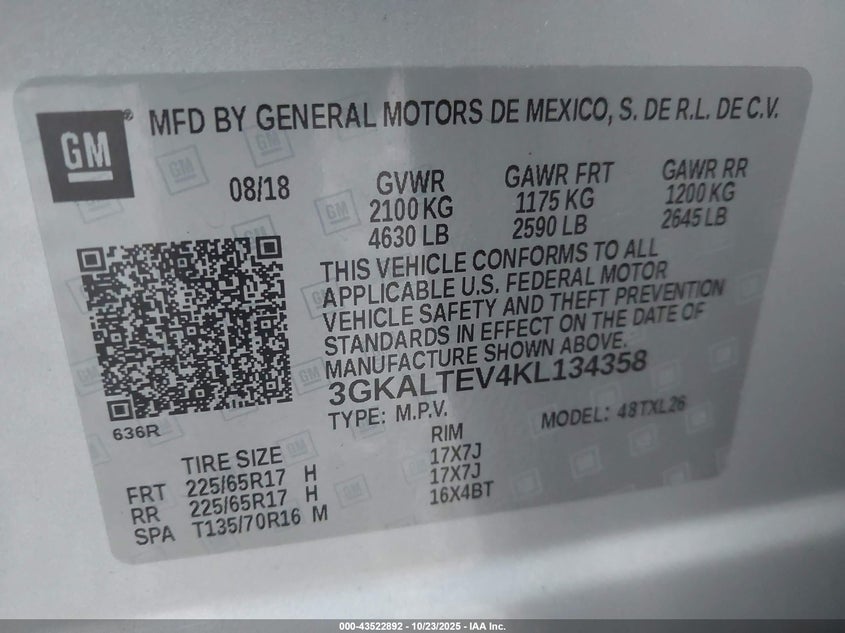 GM
MFD BY GENERAL MOTORS DE MEXICO, S. DE R.L. DE C.V.
08/18
GVWR
2100 KG
4630 LB
GAWR FRT
1175 KG
2590 LB
GAWR RR
1200 KG
2645 LB
THIS VEHICLE CONFORMS TO ALL
APPLICABLE U.S. FEDERAL MOTOR
VEHICLE SAFETY AND THEFT PREVENTION
STANDARDS IN EFFECT ON THE DATE OF
MANUFACTURE SHOWN ABOVE.
3GKALTEV4KL134358
TYPE: M.P.V. MODEL: 48TXL26
636R
TIRE SIZE RIM
FRT 225/65R17 H 17X7J
RR 225/65R17 H 17X7J
SPA T135/70R16 M 16X4BT
000-43522892 - 10/23/2025 - IAA Inc.